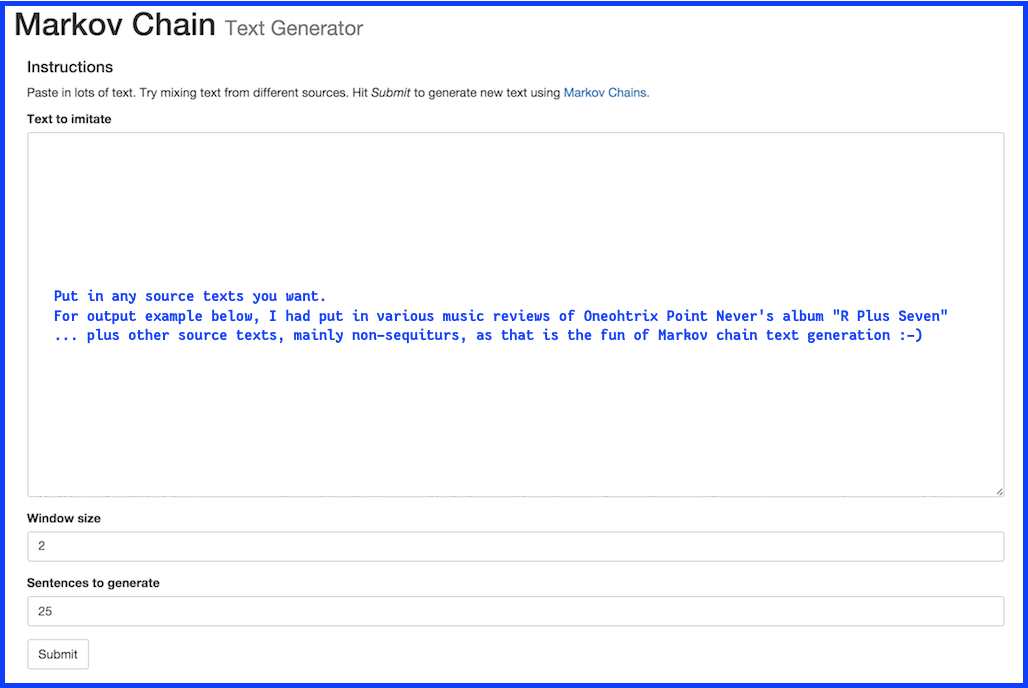 Markov Chain Text Generator
Instructions
Paste in lots of text. Try mixing text from different sources. Hit Submit to generate new text using Markov Chains.
Text to imitate
Put in any source texts you want.
For output example below, I had put in various music reviews of Oneohtrix Point Never's album "R Plus Seven"
... plus other source texts, mainly non-sequiturs, as that is the fun of Markov chain text generation :-)
Window size
2
Sentences to generate
25
Submit